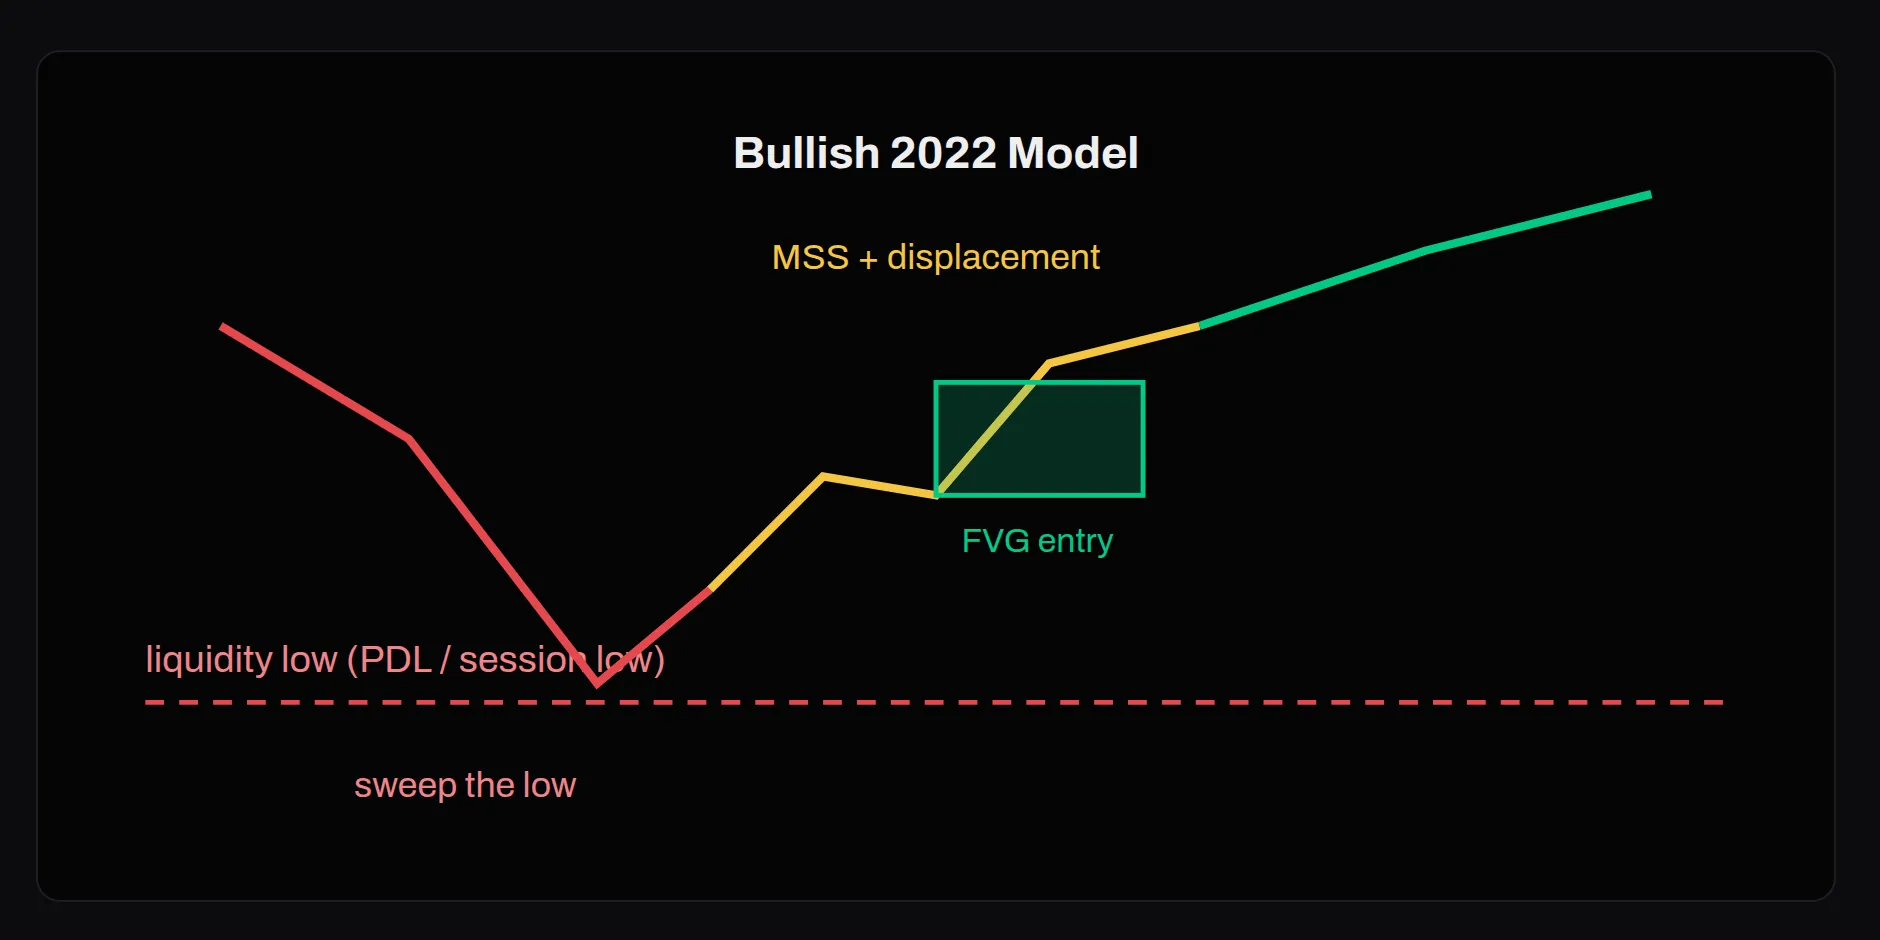 Bullish 2022 Model
MSS + displacement
FVG entry
liquidity low (PDL / session low)
sweep the low